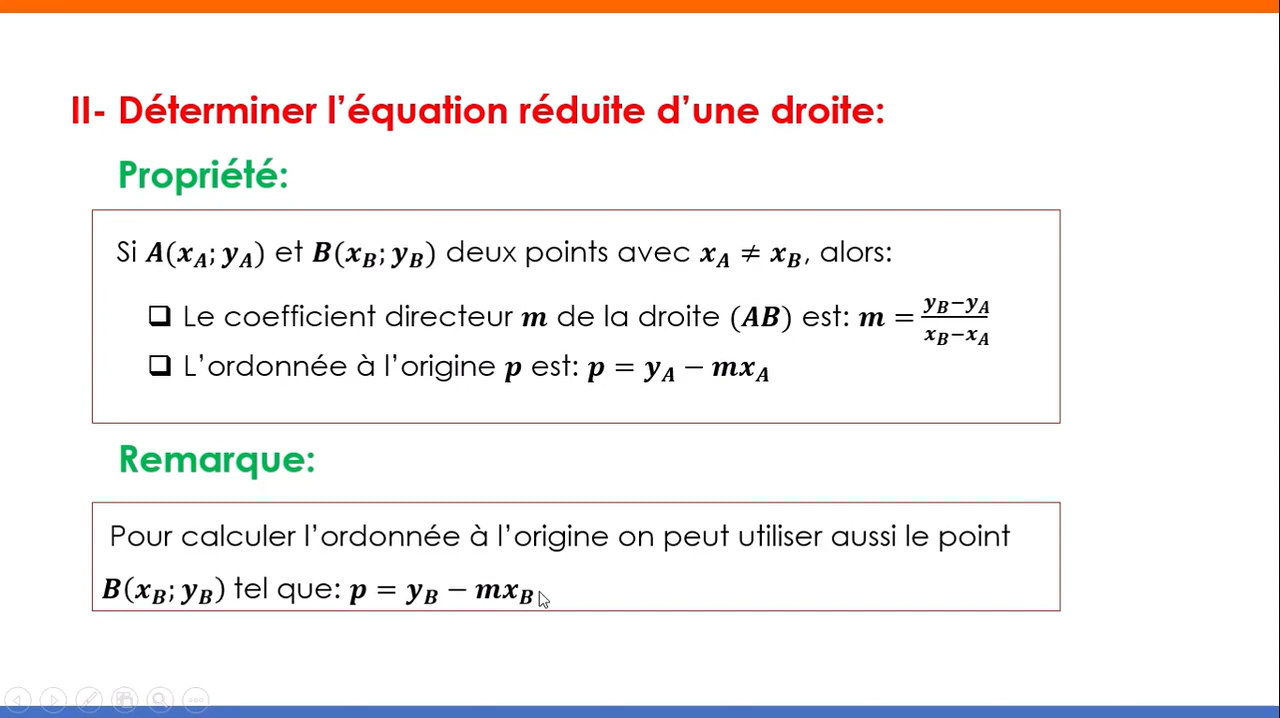 II- Déterminer l’équation réduite d’une droite:
Propriété:
Si A(x_A; y_A) et B(x_B; y_B) deux points avec x_A ≠ x_B, alors:
❑ Le coefficient directeur m de la droite (AB) est: m = (y_B−y_A)/(x_B−x_A)
❑ L’ordonnée à l’origine p est: p = y_A − mx_A
Remarque:
Pour calculer l’ordonnée à l’origine on peut utiliser aussi le point
B(x_B; y_B) tel que: p = y_B − mx_B